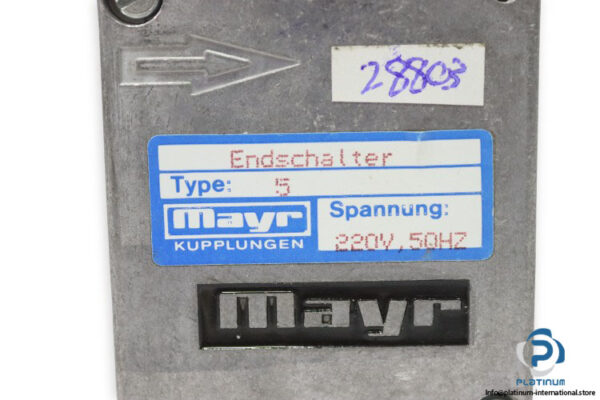 28803
Endschalter
Type: 5
mayr
KUPPLUNGEN
Spannung:
220V, 50HZ
mayr
PLATINUM
info@platinum-international.store